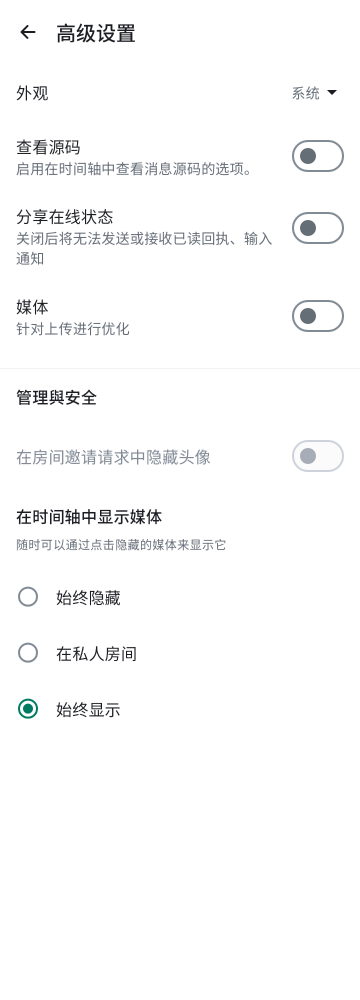 高级设置
外观
系统
查看源码
启用在时间轴中查看消息源码的选项。
分享在线状态
关闭后将无法发送或接收已读回执、输入
通知
媒体
针对上传进行优化
管理與安全
在房间邀请请求中隐藏头像
在时间轴中显示媒体
随时可以通过点击隐藏的媒体来显示它
始终隐藏
在私人房间
始终显示